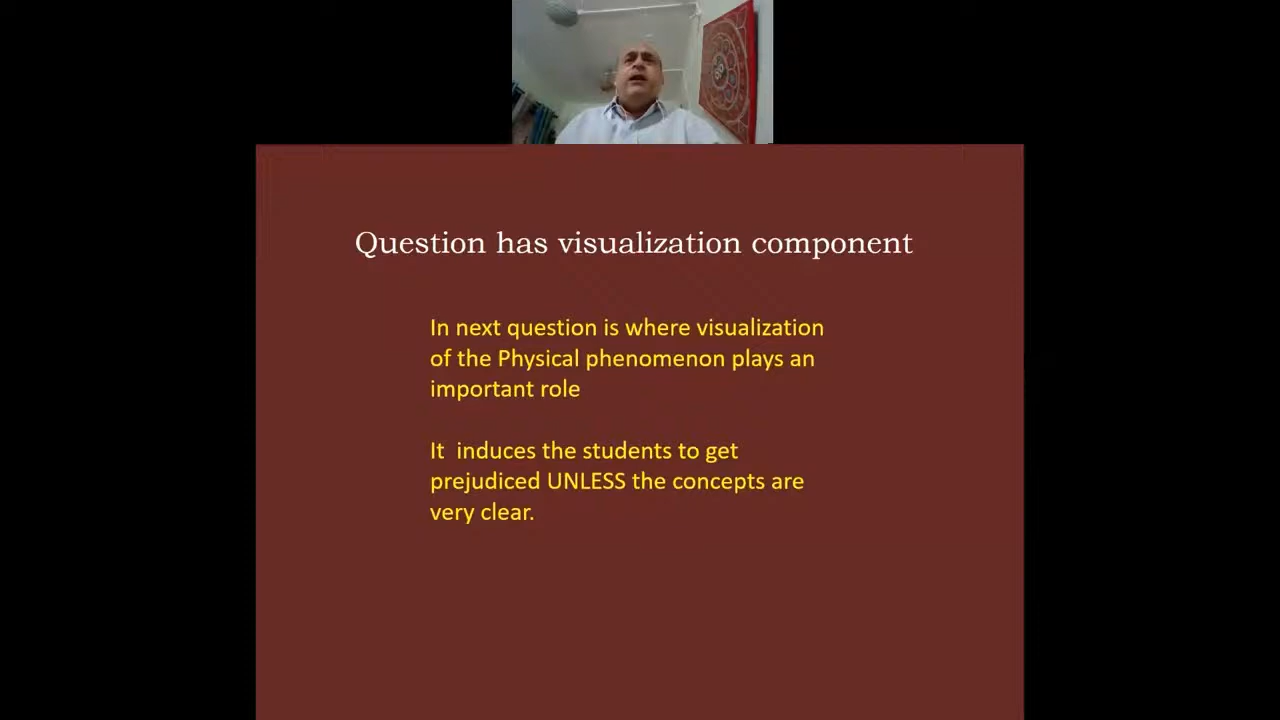 Question has visualization component
In next question is where visualization
of the Physical phenomenon plays an
important role
It  induces the students to get
prejudiced UNLESS the concepts are
very clear.